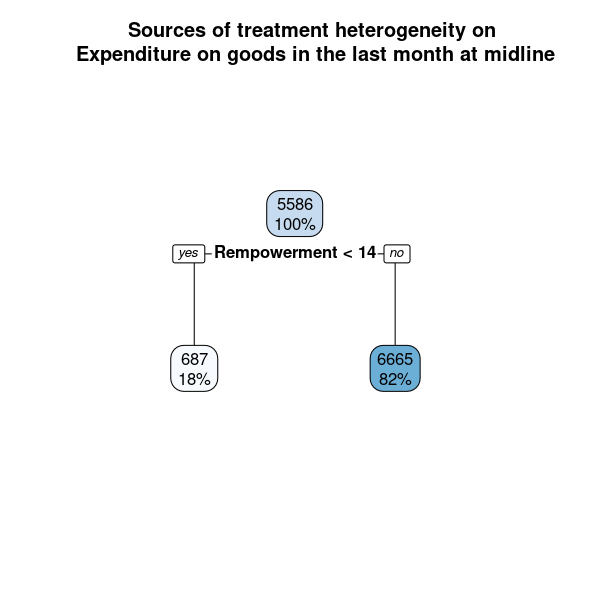 Sources of treatment heterogeneity on
Expenditure on goods in the last month at midline
5586
100%
yes Rempowerment < 14 no
687
18%
6665
82%